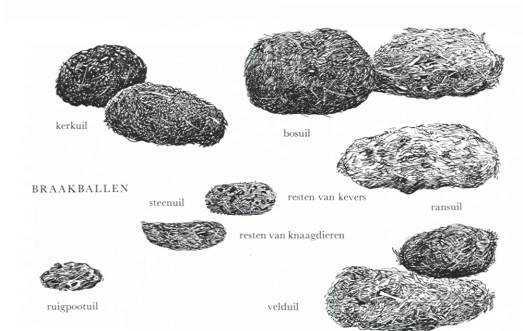 kerkuil
bosuil
BRAAKBALLEN
steenuil
resten van kevers
ransuil
resten van knaagdieren
ruigpootuil
velduil